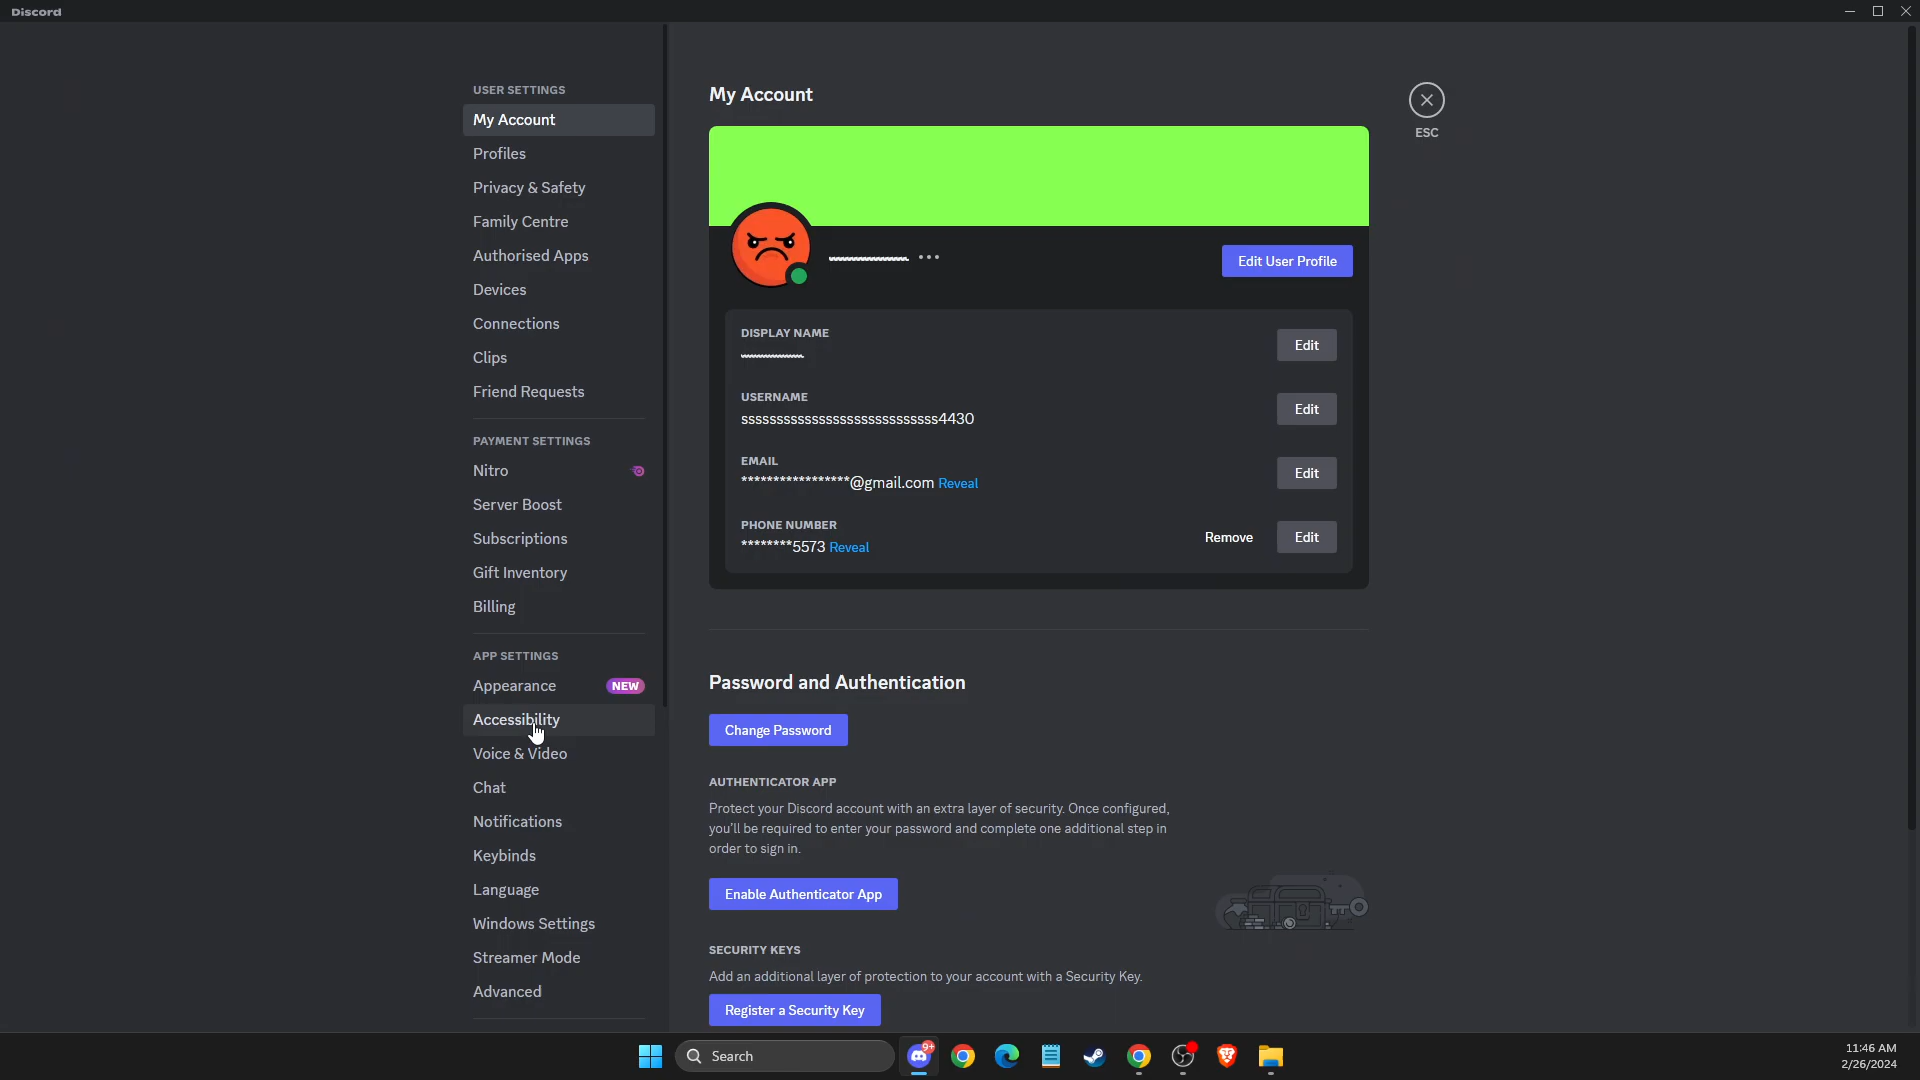 Discord
USER SETTINGS
My Account
Profiles
Privacy & Safety
Family Centre
Authorised Apps
Devices
Connections
Clips
Friend Requests
PAYMENT SETTINGS
Nitro
Server Boost
Subscriptions
Gift Inventory
Billing
APP SETTINGS
Appearance NEW
Accessibility
Voice & Video
Chat
Notifications
Keybinds
Language
Windows Settings
Streamer Mode
Advanced
My Account
ESC
Edit User Profile
DISPLAY NAME
Edit
USERNAME
ssssssssssssssssssssssssssss4430
Edit
EMAIL
*****************@gmail.com Reveal
Edit
PHONE NUMBER
********5573 Reveal
Remove Edit
Password and Authentication
Change Password
AUTHENTICATOR APP
Protect your Discord account with an extra layer of security. Once configured,
you'll be required to enter your password and complete one additional step in
order to sign in.
Enable Authenticator App
SECURITY KEYS
Add an additional layer of protection to your account with a Security Key.
Register a Security Key
Search
9+
11:46 AM
2/26/2024